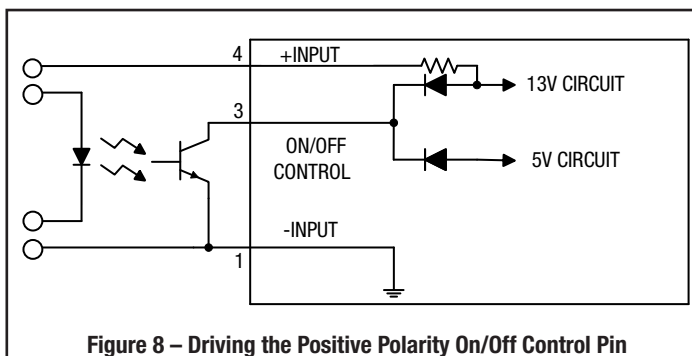 4 +INPUT
13V CIRCUIT
3
ON/OFF
CONTROL
5V CIRCUIT
-INPUT
1
Figure 8 – Driving the Positive Polarity On/Off Control Pin